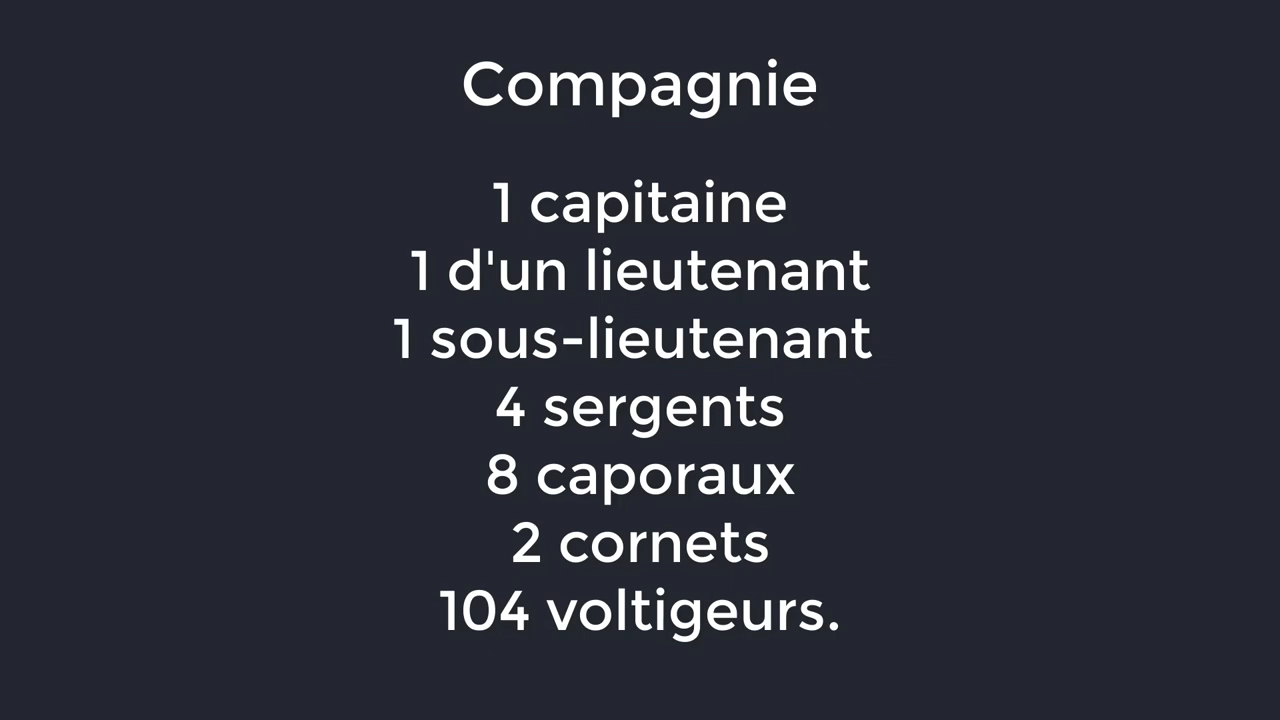 Compagnie
1 capitaine
1 d'un lieutenant
1 sous-lieutenant
4 sergents
8 caporaux
2 cornets
104 voltigeurs.